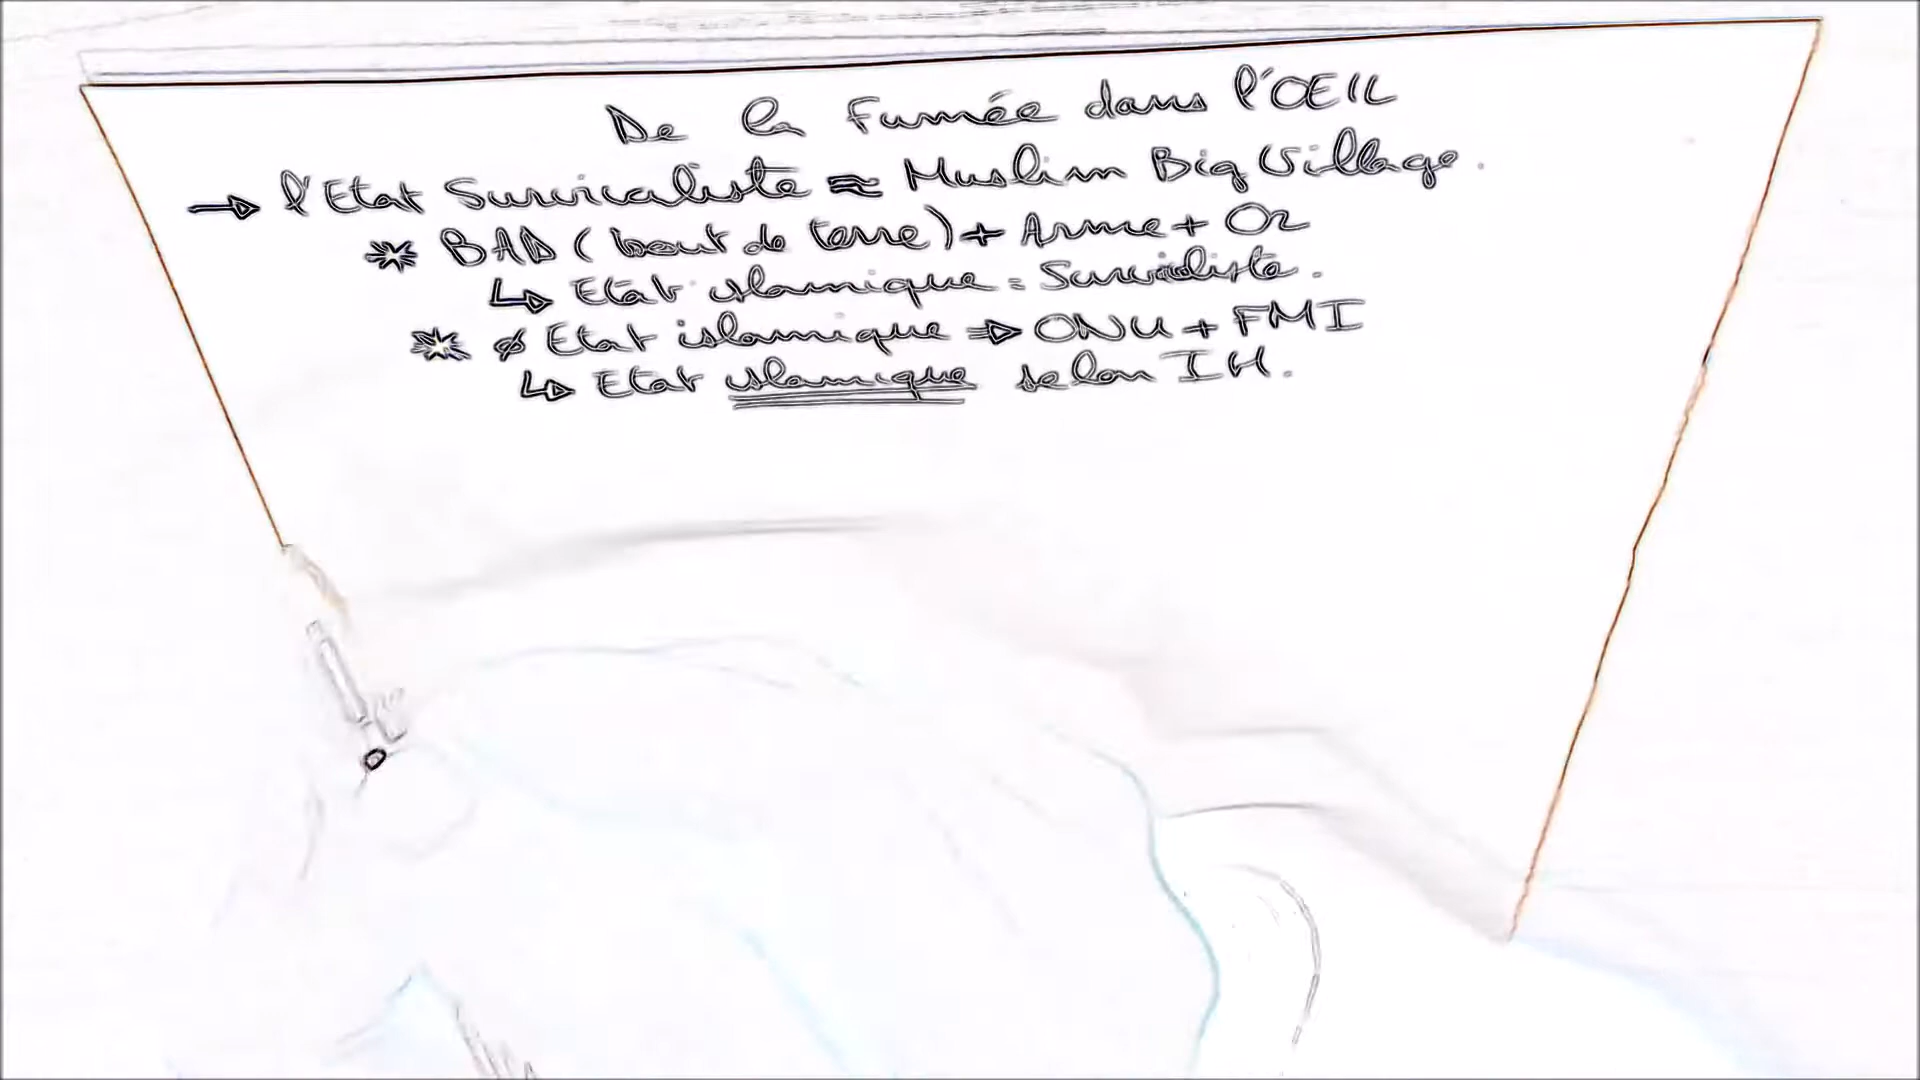 De la Fumée dans l'OEIL
→ l'Etat Survivaliste ≈ Muslim Big Village.
* BAD (bout de terre) + Arme + Or
↳ Etat islamique = Survivaliste.
* ∅ Etat islamique ⇒ ONU + FMI
↳ Etat islamique selon IH.